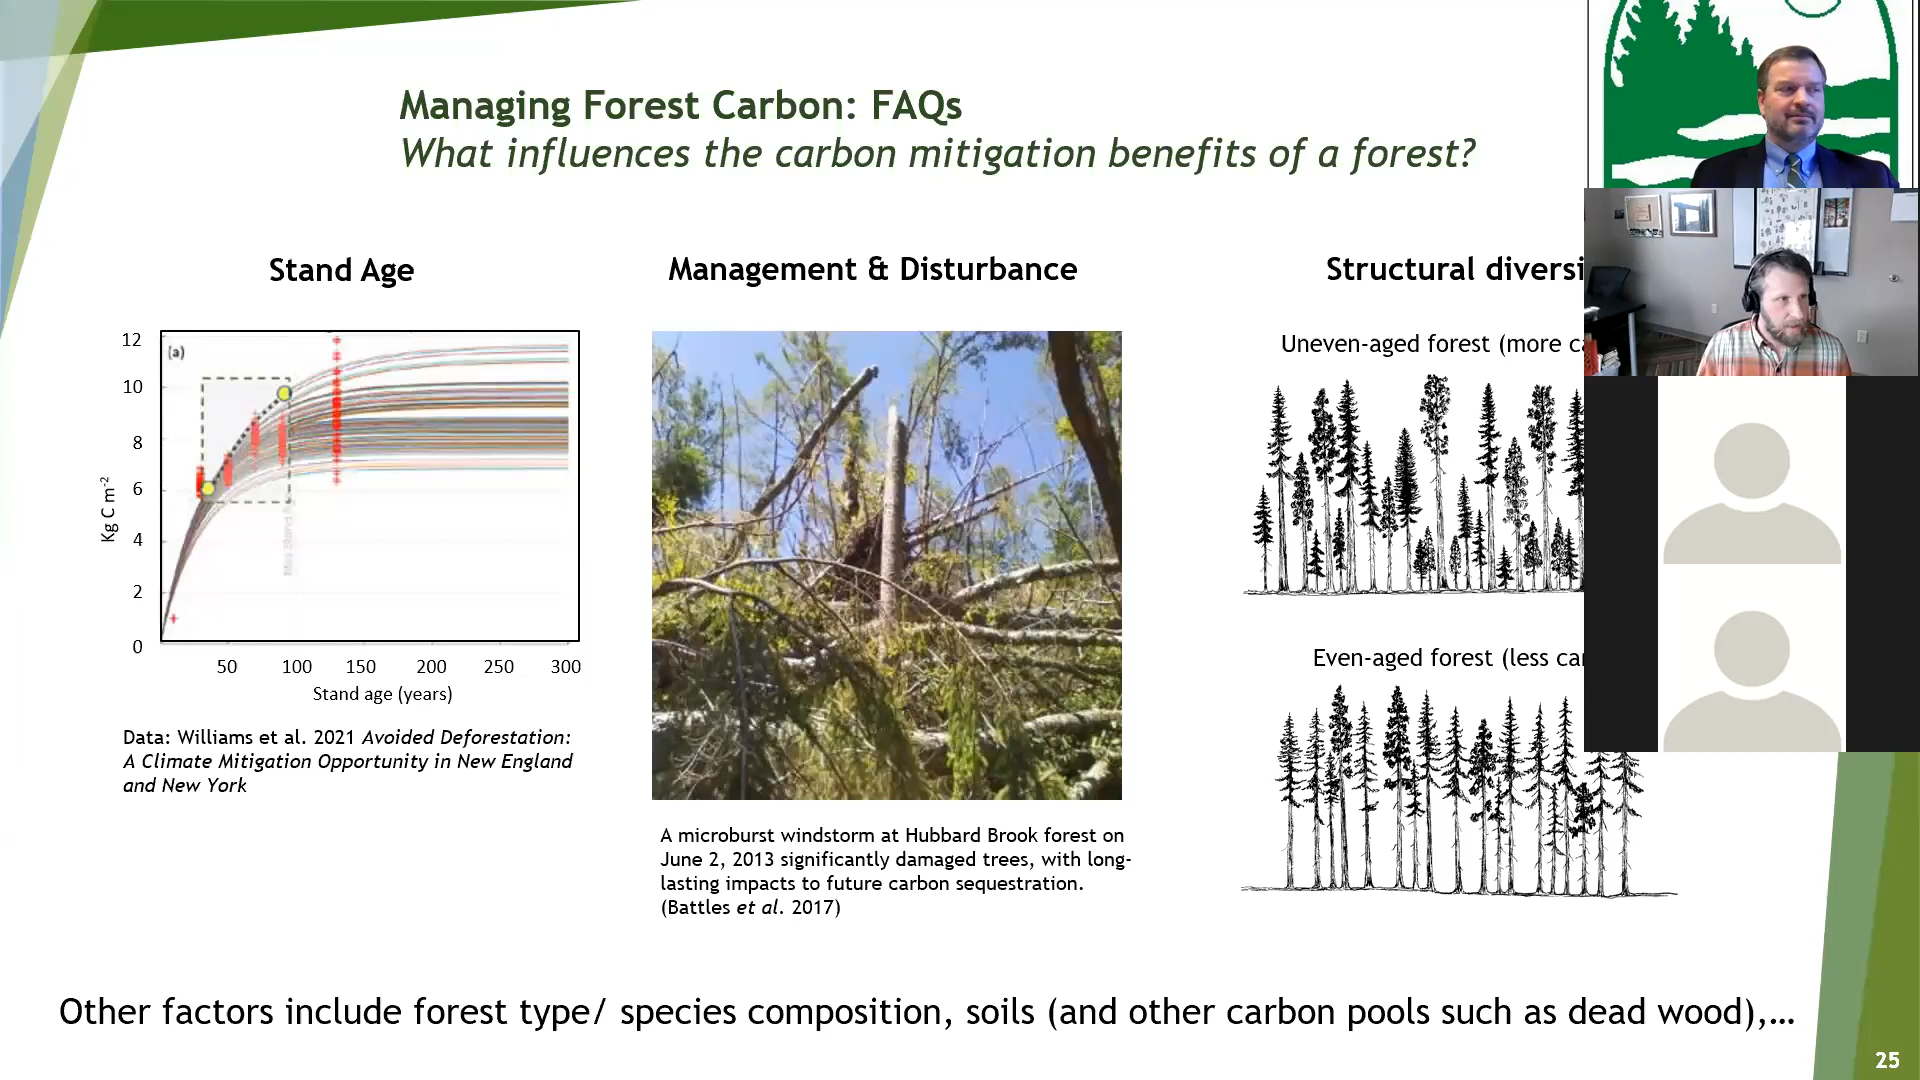 Managing Forest Carbon: FAQs
What influences the carbon mitigation benefits of a forest?
Stand Age
Management & Disturbance
Structural
12
10
8
6
4
2
0
Kg C m-2
(a)
50 100 150 200 250 300
Stand age (years)
Data: Williams et al. 2021 Avoided Deforestation:
A Climate Mitigation Opportunity in New England
and New York
A microburst windstorm at Hubbard Brook forest on
June 2, 2013 significantly damaged trees, with long-
lasting impacts to future carbon sequestration.
(Battles et al. 2017)
Uneven-aged forest (more
Even-aged forest (less
Other factors include forest type/ species composition, soils (and other carbon pools such as dead wood),...
25